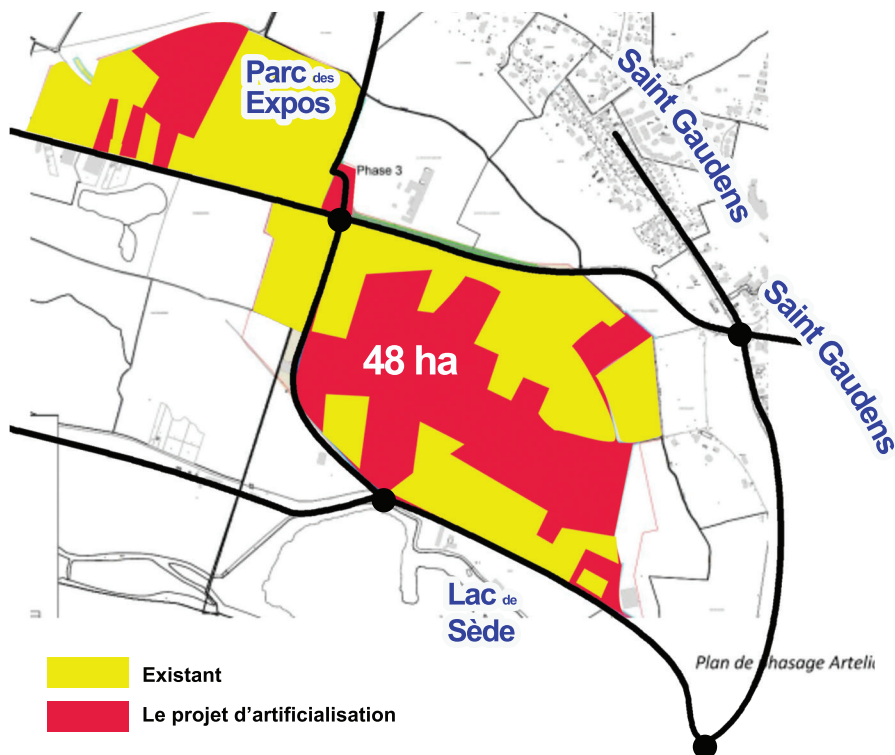 Parc des
Expos
Saint Gaudens
Phase 3
Saint Gaudens
48 ha
Lac de
Sède
Plan de phasage Arteli
Existant
Le projet d’artificialisation